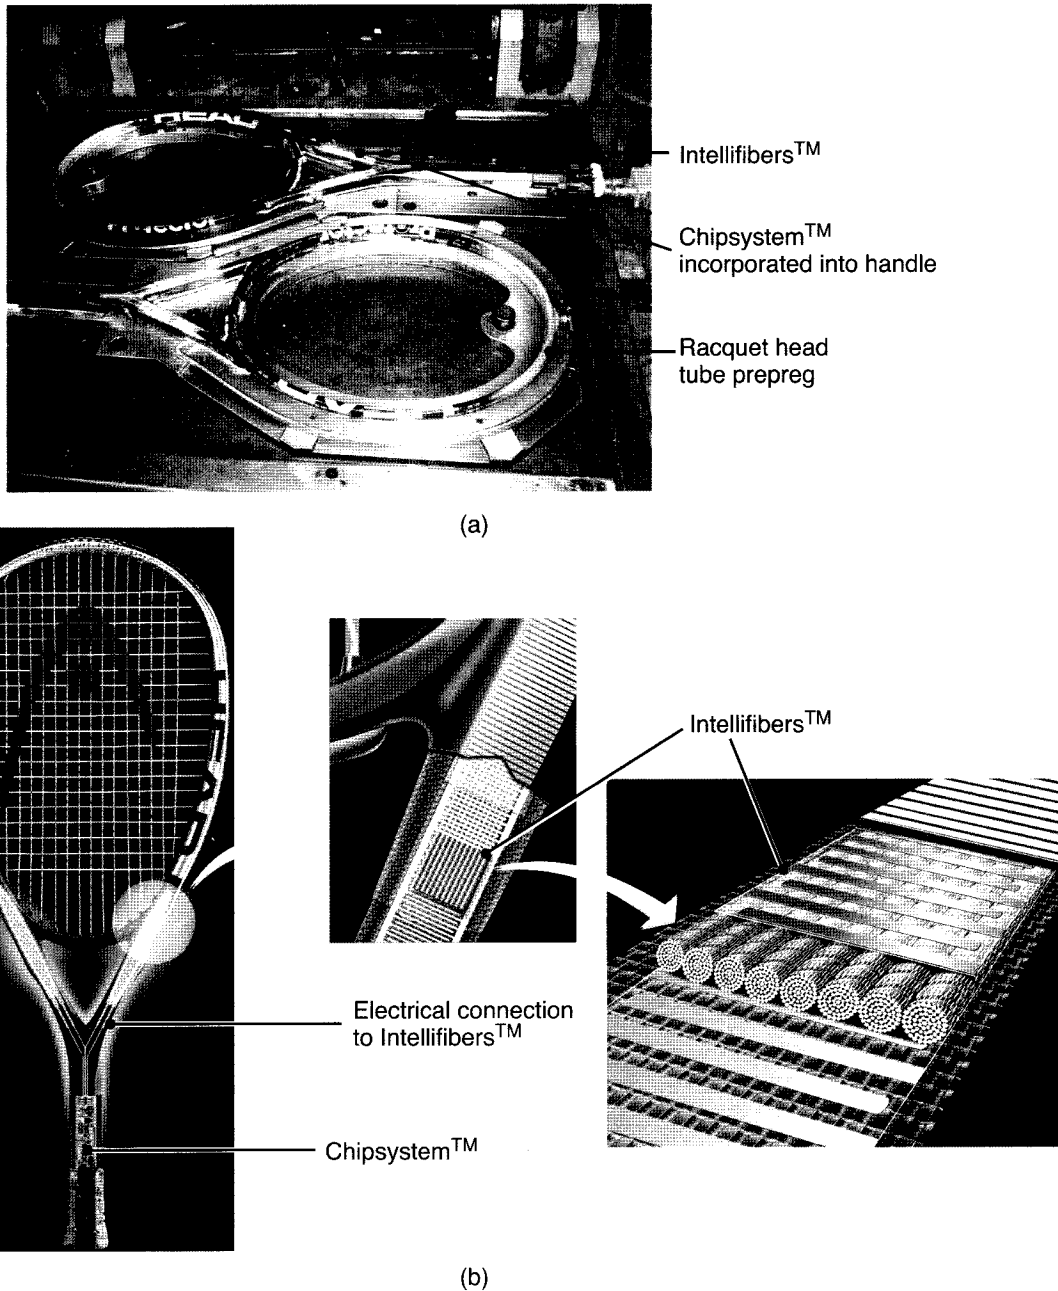 HEAD
Intellifibers™
Chipsystem™
incorporated into handle
Racquet head
tube prepreg
(a)
Intellifibers™
Electrical connection
to Intellifibers™
Chipsystem™
(b)